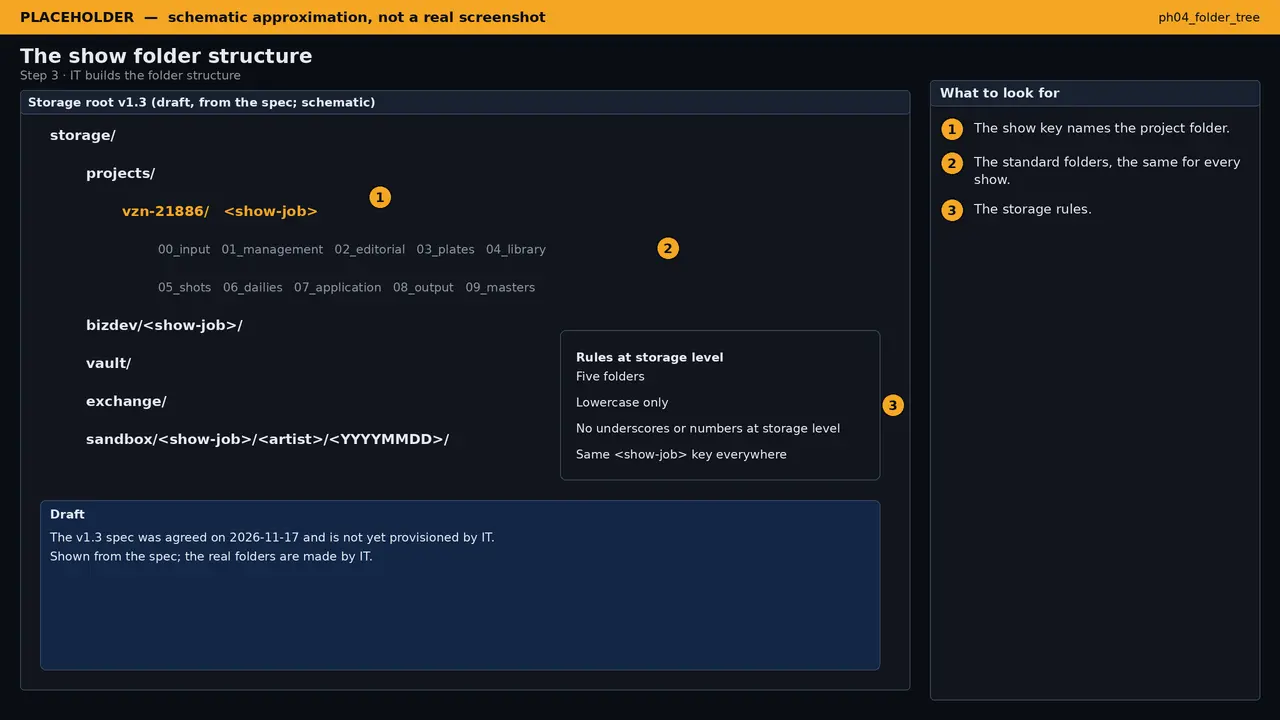 PLACEHOLDER — schematic approximation, not a real screenshot
ph04_folder_tree
The show folder structure
Step 3 · IT builds the folder structure
Storage root v1.3 (draft, from the spec; schematic)
storage/
projects/
vzn-21886/ <show-job>
1
00_input 01_management 02_editorial 03_plates 04_library
2
05_shots 06_dailies 07_application 08_output 09_masters
bizdev/<show-job>/
vault/
exchange/
sandbox/<show-job>/<artist>/<YYYYMMDD>/
Rules at storage level
Five folders
Lowercase only
No underscores or numbers at storage level
Same <show-job> key everywhere
3
Draft
The v1.3 spec was agreed on 2026-11-17 and is not yet provisioned by IT.
Shown from the spec; the real folders are made by IT.
What to look for
1 The show key names the project folder.
2 The standard folders, the same for every
show.
3 The storage rules.